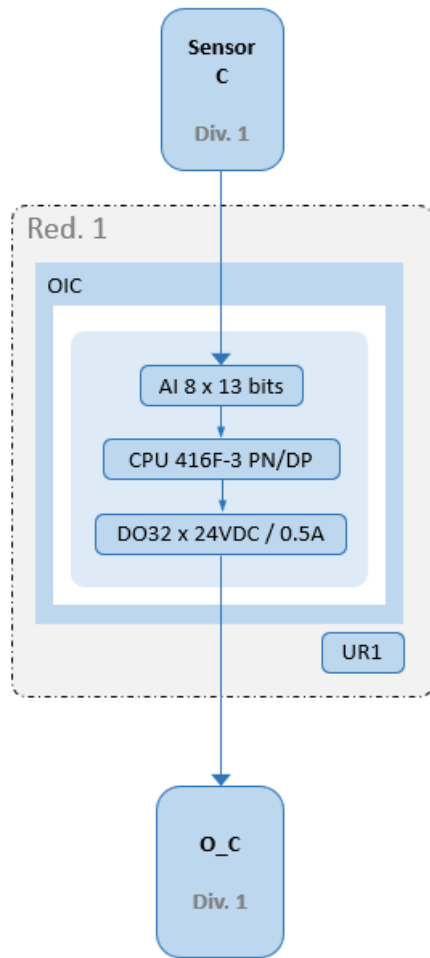 Sensor
C
Div. 1
Red. 1
OIC
AI 8 x 13 bits
CPU 416F-3 PN/DP
DO32 x 24VDC / 0.5A
UR1
O_C
Div. 1